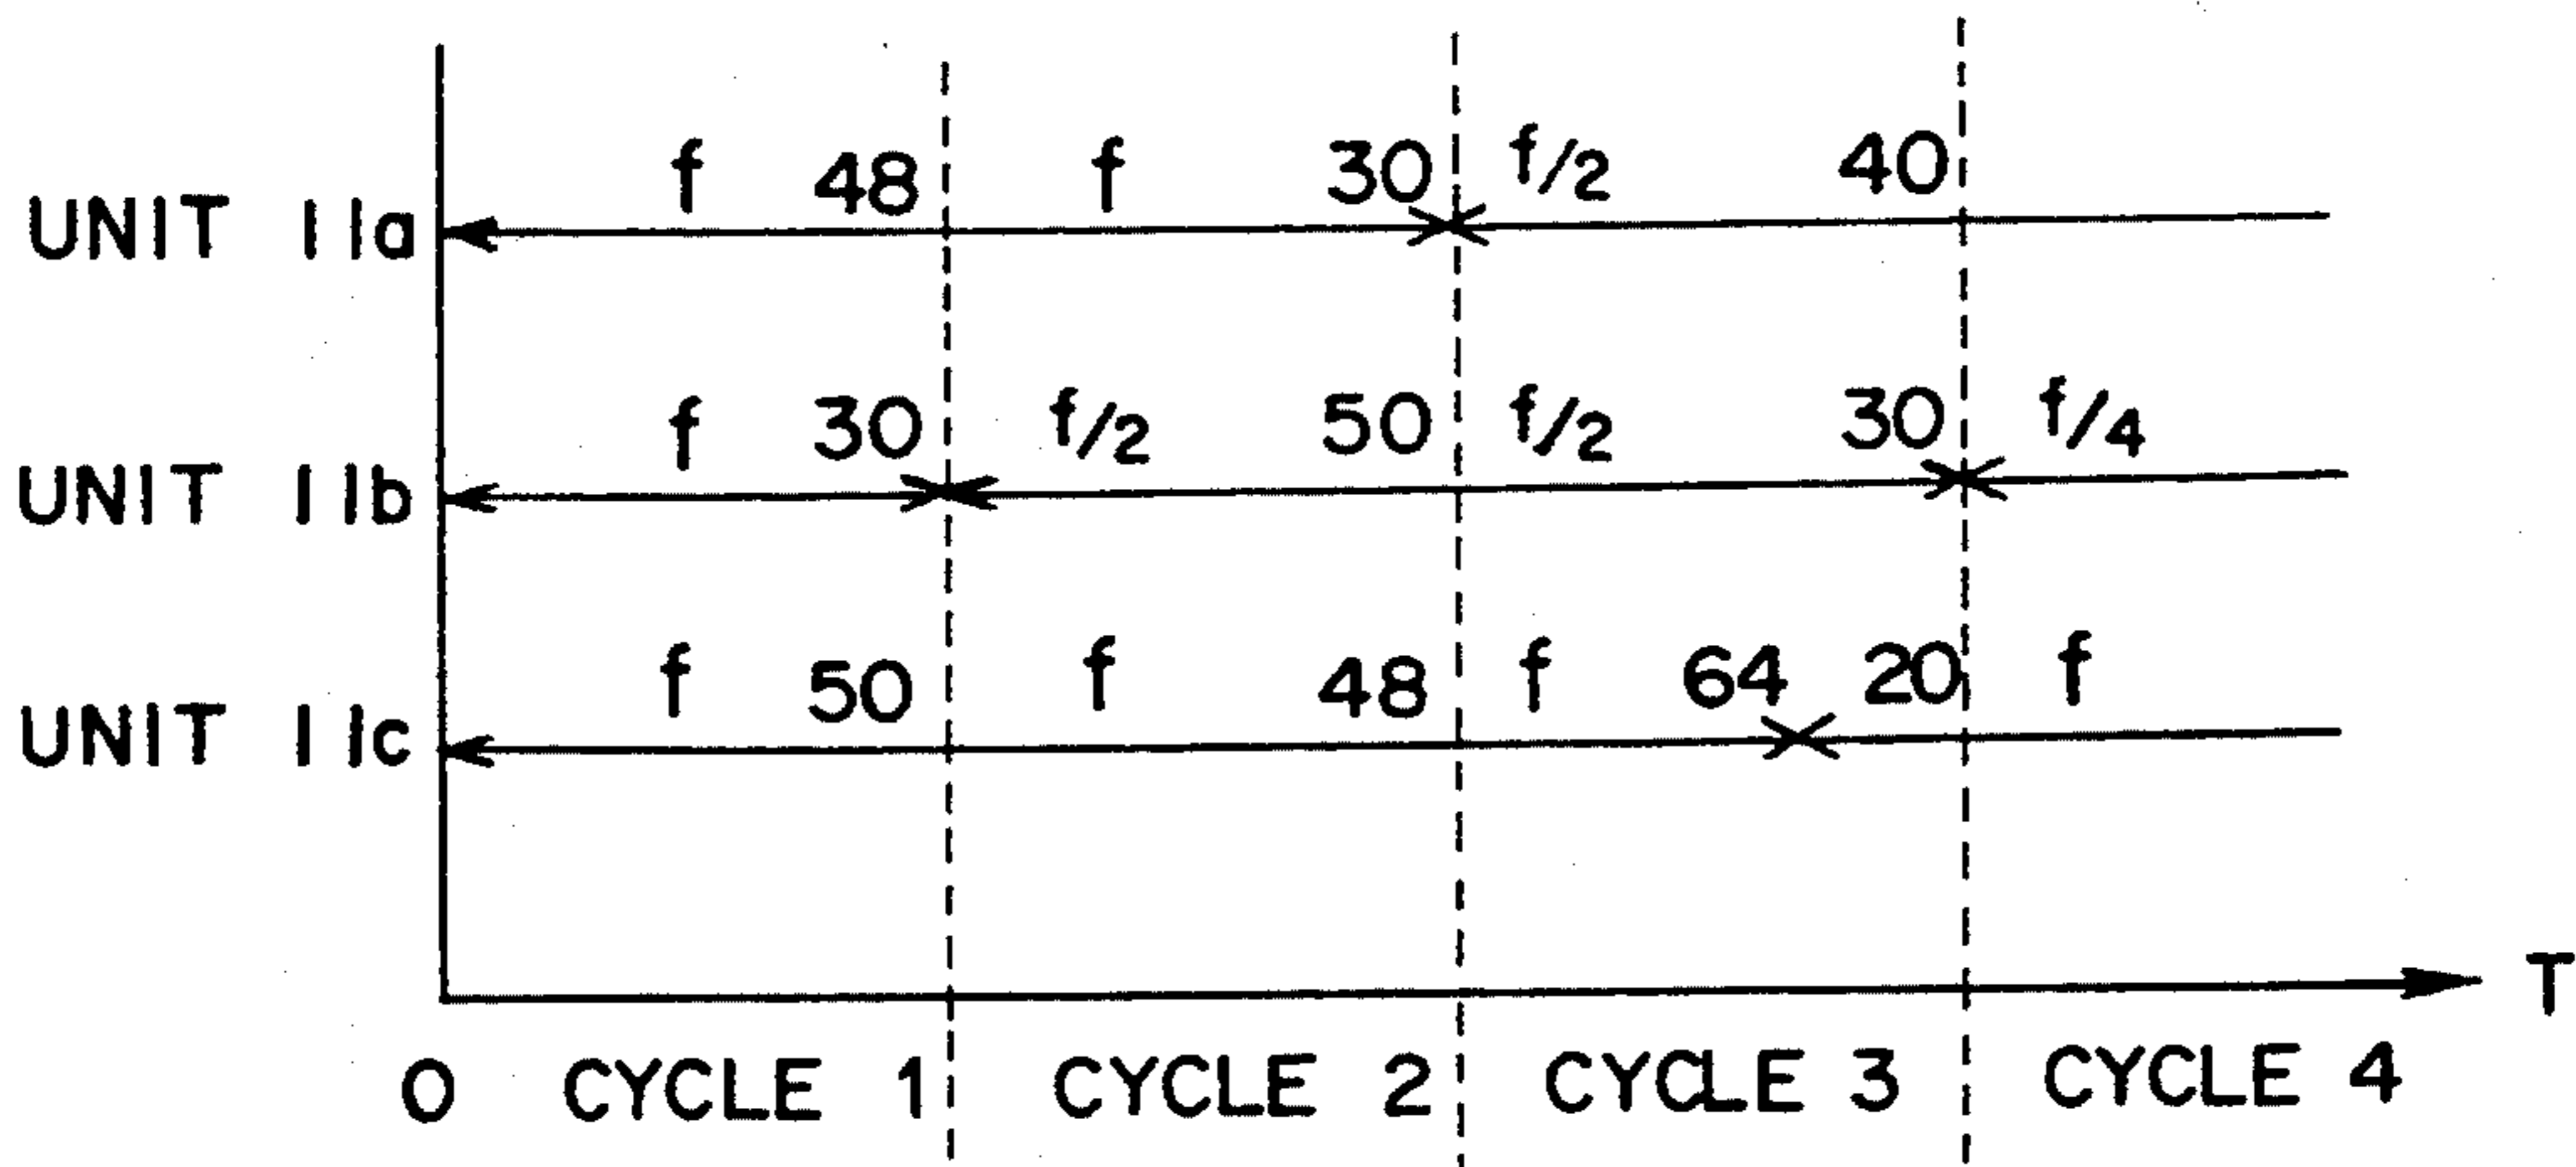 UNIT 11a f 48 f 30 f/2 40
UNIT 11b f 30 f/2 50 f/2 30 f/4
UNIT 11c f 50 f 48 f 64 20 f
T
0 CYCLE 1 CYCLE 2 CYCLE 3 CYCLE 4